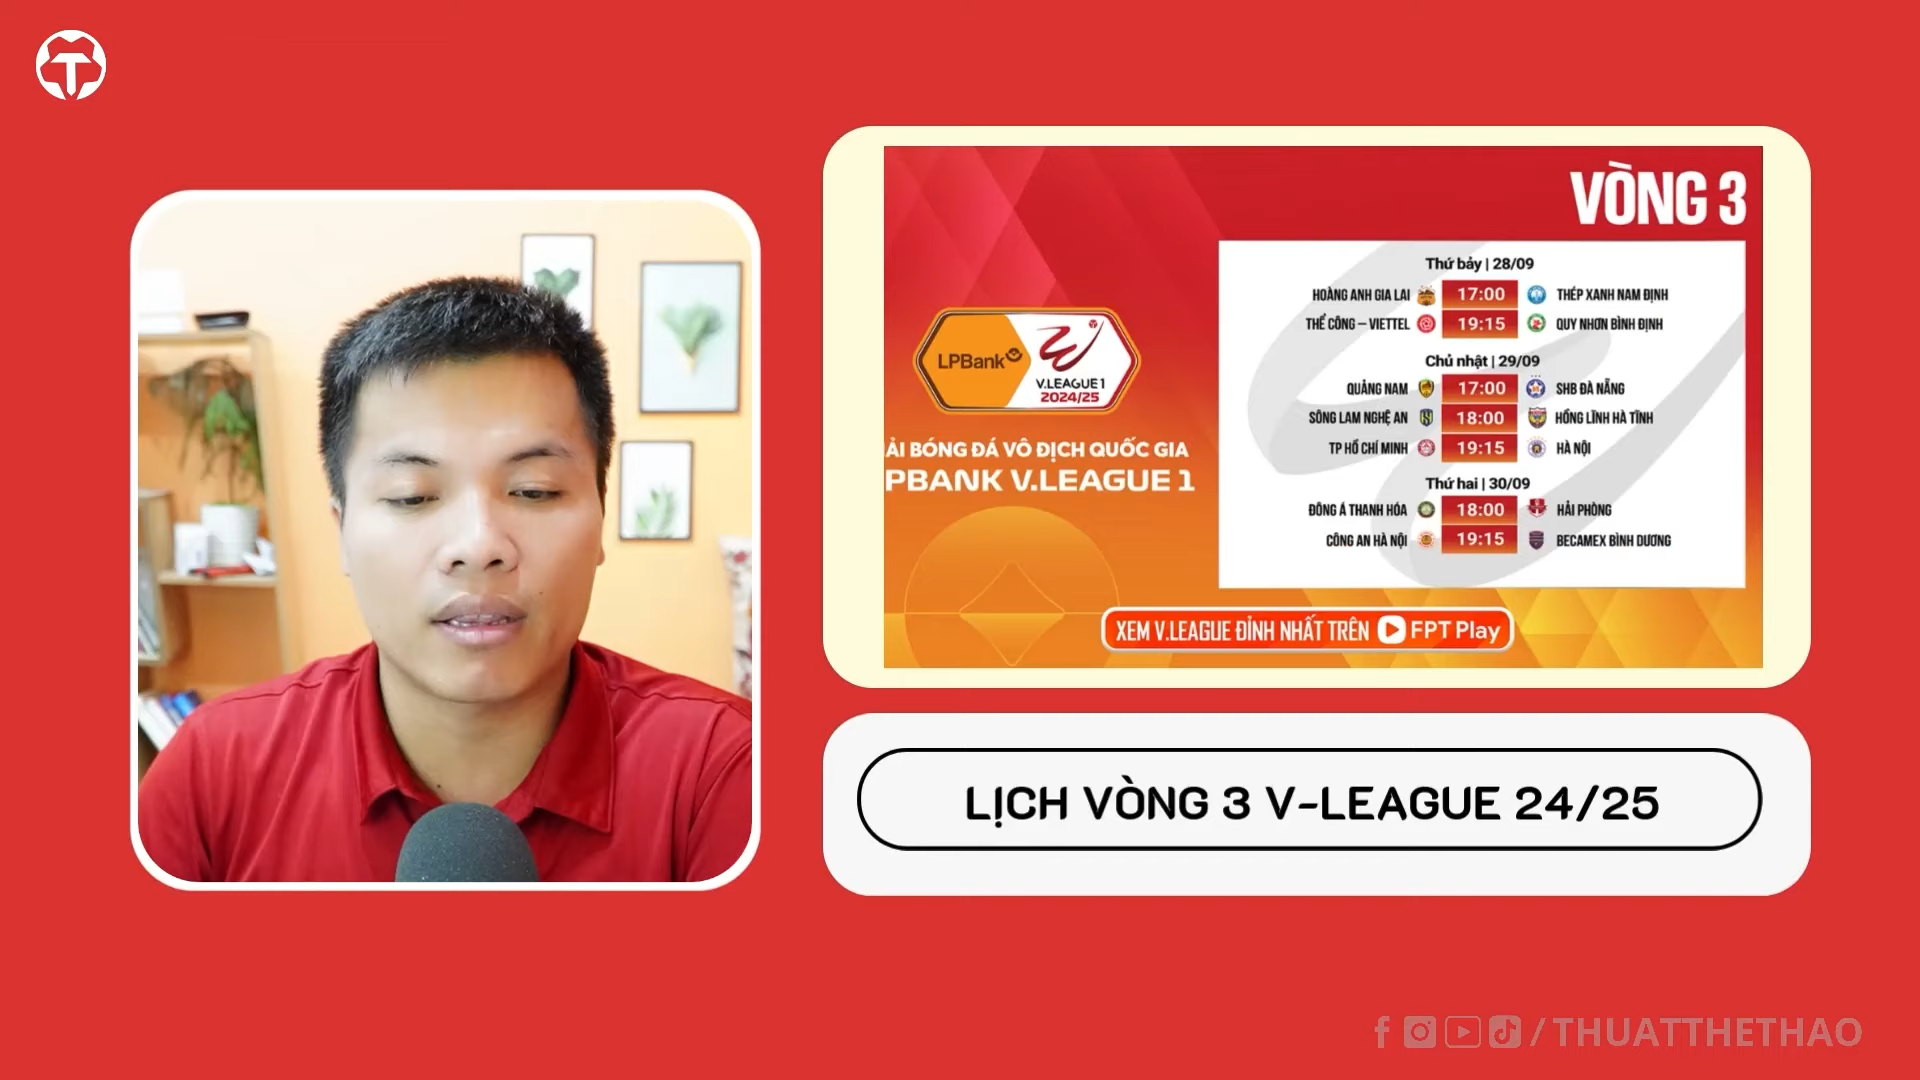 T
VÒNG 3
Thứ bảy | 28/09
HOÀNG ANH GIA LAI 17:00 THÉP XANH NAM ĐỊNH
THỂ CÔNG – VIETTEL 19:15 QUY NHƠN BÌNH ĐỊNH
Chủ nhật | 29/09
QUẢNG NAM 17:00 SHB ĐÀ NẴNG
SÔNG LAM NGHỆ AN 18:00 HỒNG LĨNH HÀ TĨNH
TP HỒ CHÍ MINH 19:15 HÀ NỘI
Thứ hai | 30/09
ĐÔNG Á THANH HÓA 18:00 HẢI PHÒNG
CÔNG AN HÀ NỘI 19:15 BECAMEX BÌNH DƯƠNG
LPBank
V.LEAGUE 1
2024/25
ẢI BÓNG ĐÁ VÔ ĐỊCH QUỐC GIA
PBANK V.LEAGUE 1
XEM V.LEAGUE ĐỈNH NHẤT TRÊN FPT Play
LỊCH VÒNG 3 V-LEAGUE 24/25
/THUATTHETHAO